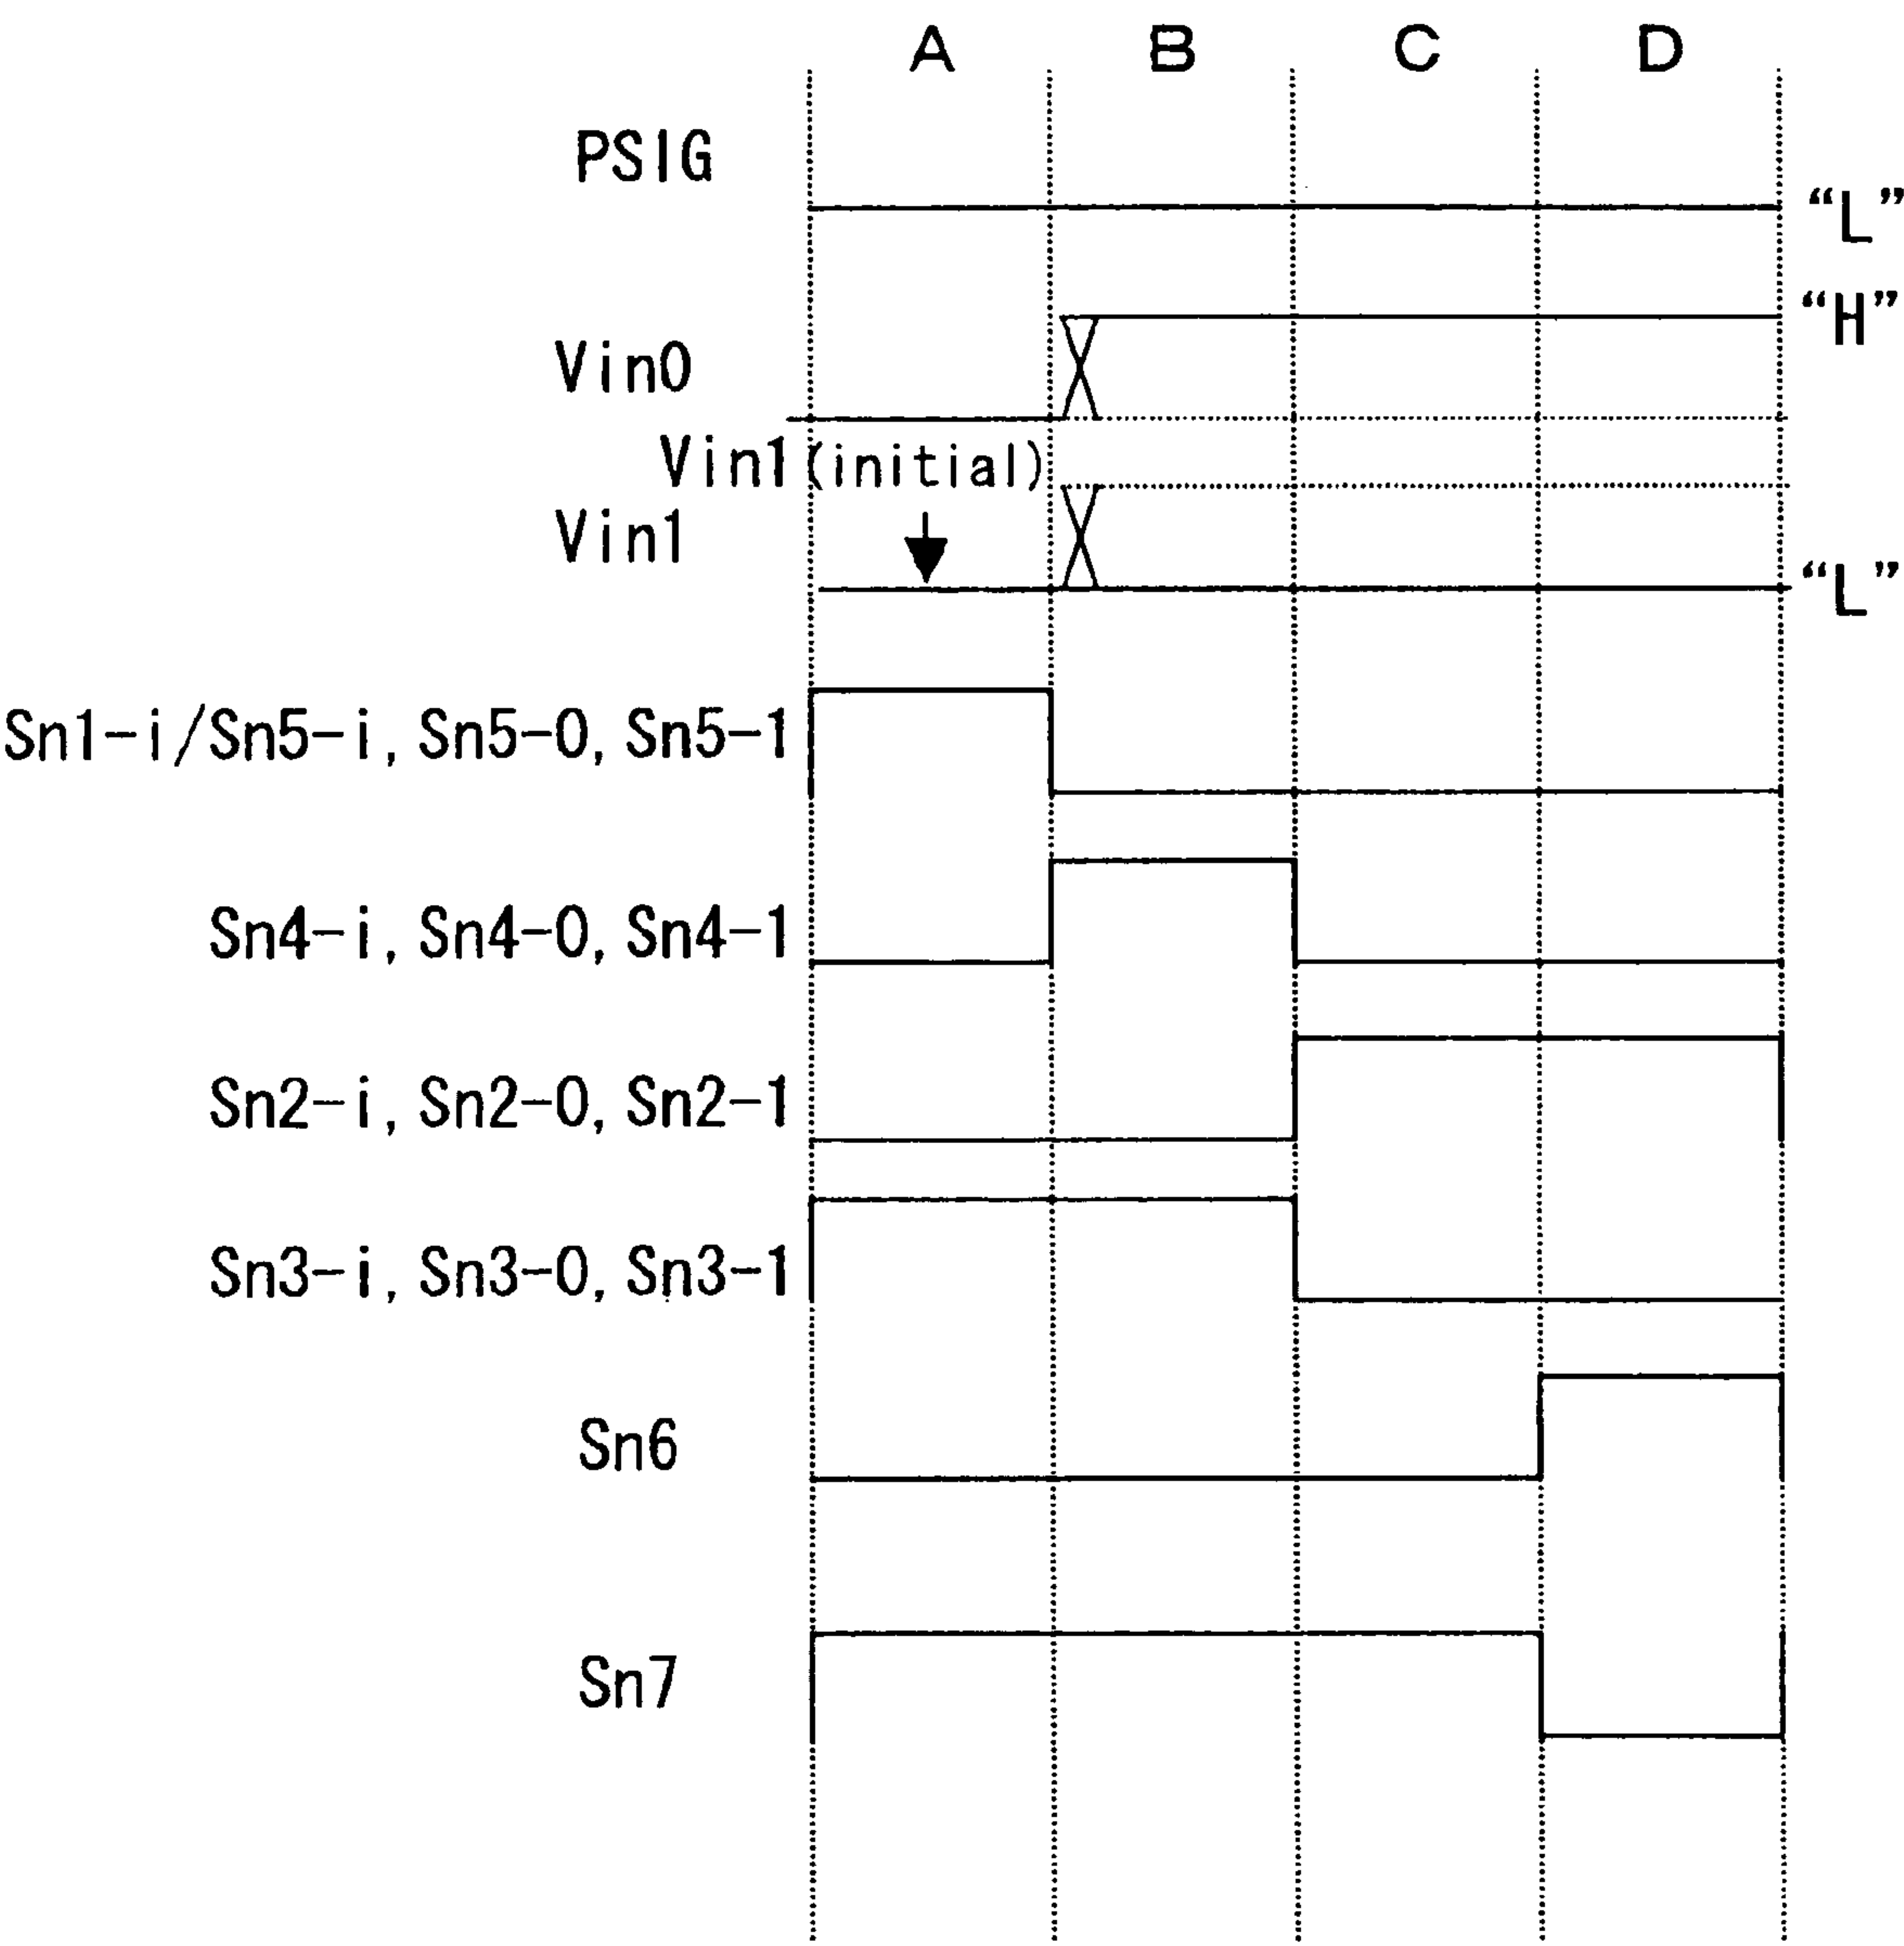 A B C D
PSIG
“L”
“H”
Vin0
Vin1(initial)
Vin1
“L”
Sn1-i/Sn5-i, Sn5-0, Sn5-1
Sn4-i, Sn4-0, Sn4-1
Sn2-i, Sn2-0, Sn2-1
Sn3-i, Sn3-0, Sn3-1
Sn6
Sn7